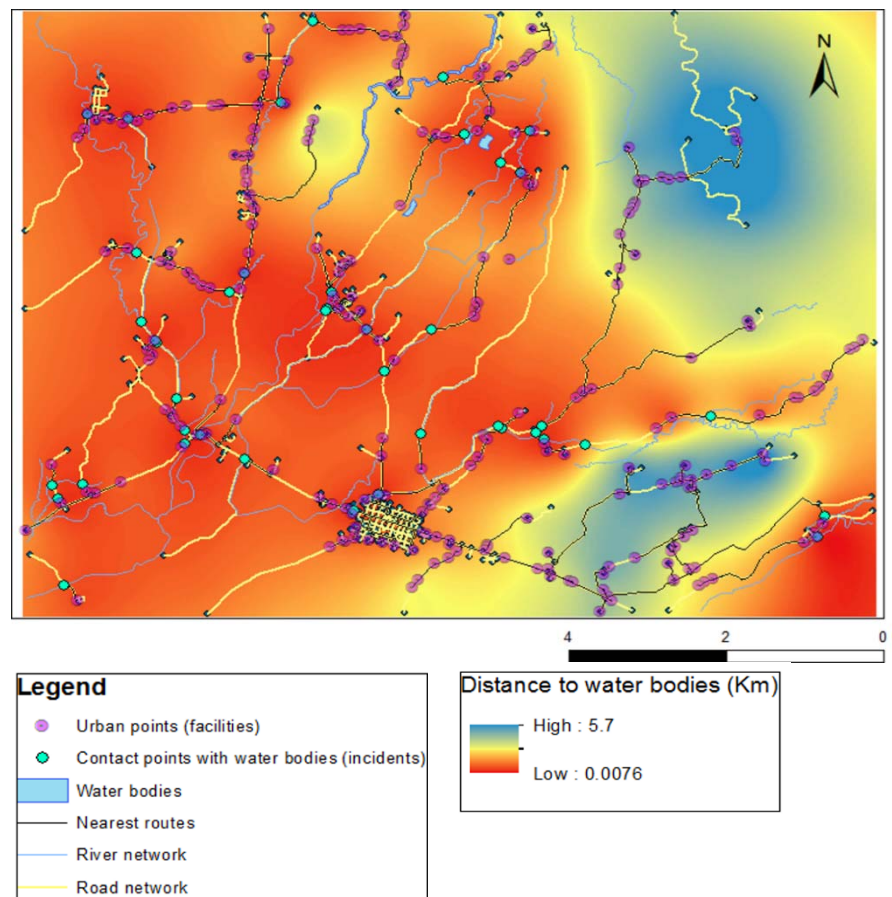 N
4 2 0
Legend
Urban points (facilities)
Contact points with water bodies (incidents)
Water bodies
Nearest routes
River network
Road network
Distance to water bodies (Km)
High : 5.7
Low : 0.0076